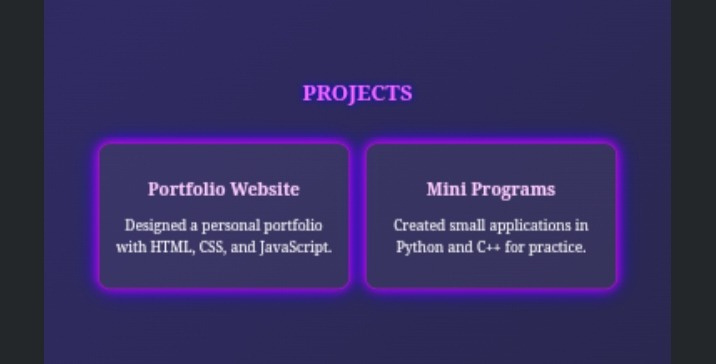 PROJECTS
Portfolio Website
Designed a personal portfolio
with HTML, CSS, and JavaScript.
Mini Programs
Created small applications in
Python and C++ for practice.